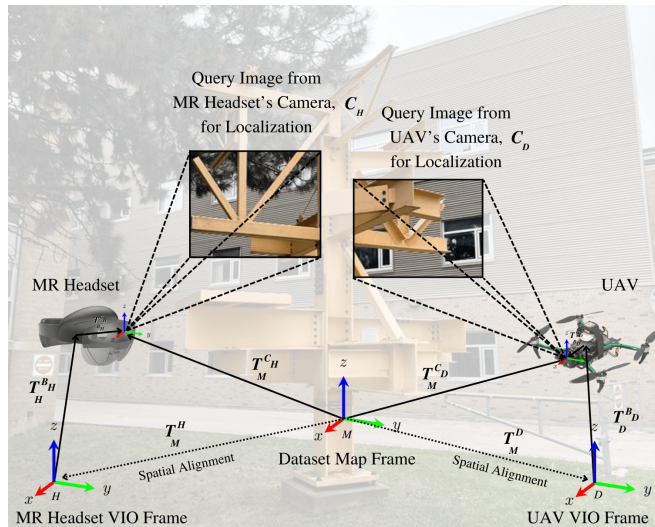 Query Image from
MR Headset's Camera, C_H
for Localization
Query Image from
UAV's Camera, C_D
for Localization
MR Headset
UAV
z
y
T_M^{C_H}
T_M^{C_D}
T_H^{B_H}
T_D^{B_D}
z
z
z
x
M
y
T_M^H
T_M^D
Spatial Alignment
Dataset Map Frame
Spatial Alignment
x
H
y
x
D
y
MR Headset VIO Frame
UAV VIO Frame